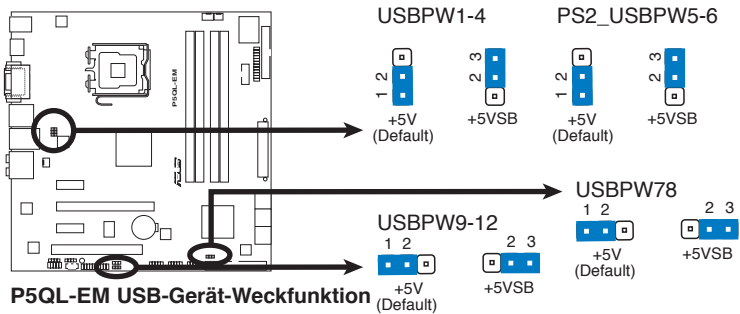 USBPW1-4
PS2_USBPW5-6
P5QL-EM
ASUS
1 2
2 3
1 2
2 3
+5V
(Default)
+5VSB
+5V
(Default)
+5VSB
USBPW78
1 2
2 3
+5V
(Default)
+5VSB
USBPW9-12
1 2
2 3
+5V
(Default)
+5VSB
P5QL-EM USB-Gerät-Weckfunktion